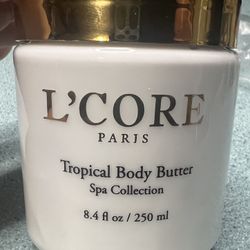 L'CORE
PARIS
Tropical Body Butter
Spa Collection
8.4 fl oz / 250 ml